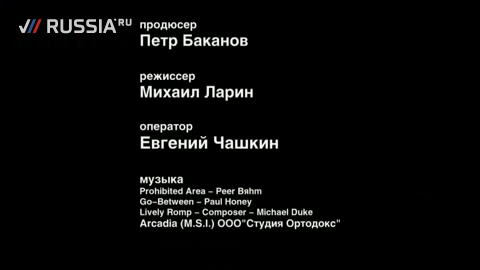 RUSSIA.RU
продюсер
Петр Баканов
режиссер
Михаил Ларин
оператор
Евгений Чашкин
музыка
Prohibited Area – Peer Bяhm
Go–Between – Paul Honey
Lively Romp – Composer – Michael Duke
Arcadia (M.S.I.) ООО"Студия Ортодокс"